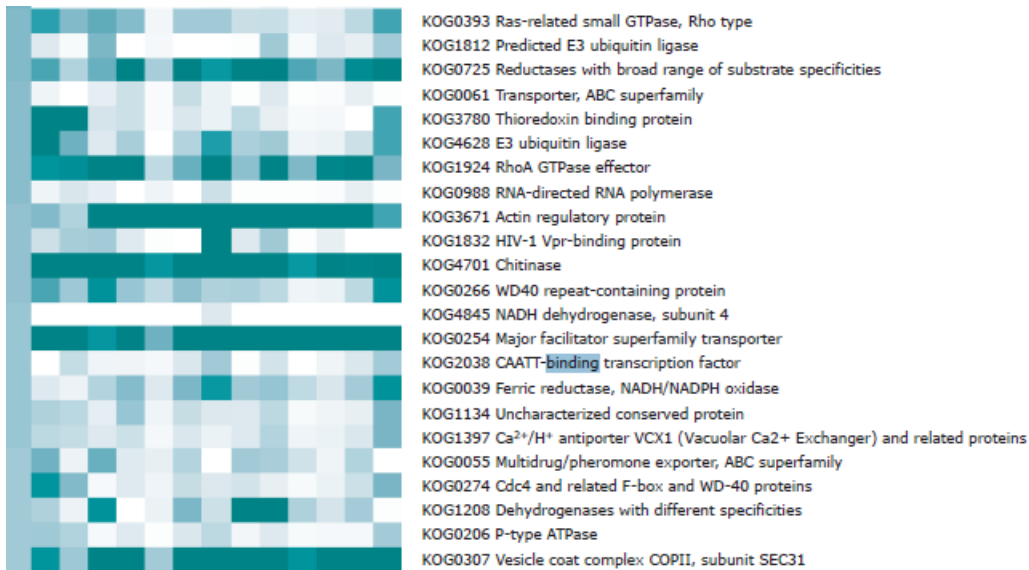 KOG0393 Ras-related small GTPase, Rho type
KOG1812 Predicted E3 ubiquitin ligase
KOG0725 Reductases with broad range of substrate specificities
KOG0061 Transporter, ABC superfamily
KOG3780 Thioredoxin binding protein
KOG4628 E3 ubiquitin ligase
KOG1924 RhoA GTPase effector
KOG0988 RNA-directed RNA polymerase
KOG3671 Actin regulatory protein
KOG1832 HIV-1 Vpr-binding protein
KOG4701 Chitinase
KOG0266 WD40 repeat-containing protein
KOG4845 NADH dehydrogenase, subunit 4
KOG0254 Major facilitator superfamily transporter
KOG2038 CAATT-binding transcription factor
KOG0039 Ferric reductase, NADH/NADPH oxidase
KOG1134 Uncharacterized conserved protein
KOG1397 Ca²⁺/H⁺ antiporter VCX1 (Vacuolar Ca2+ Exchanger) and related proteins
KOG0055 Multidrug/pheromone exporter, ABC superfamily
KOG0274 Cdc4 and related F-box and WD-40 proteins
KOG1208 Dehydrogenases with different specificities
KOG0206 P-type ATPase
KOG0307 Vesicle coat complex COPII, subunit SEC31